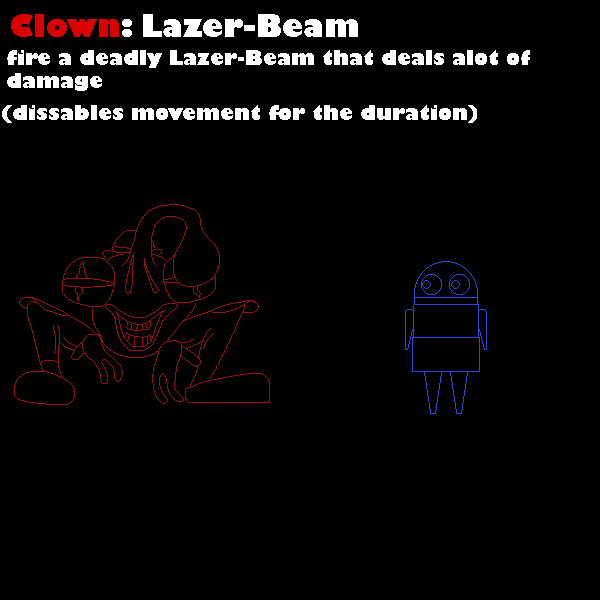 Clown: Lazer-Beam
fire a deadly Lazer-Beam that deals alot of
damage
(dissables movement for the duration)